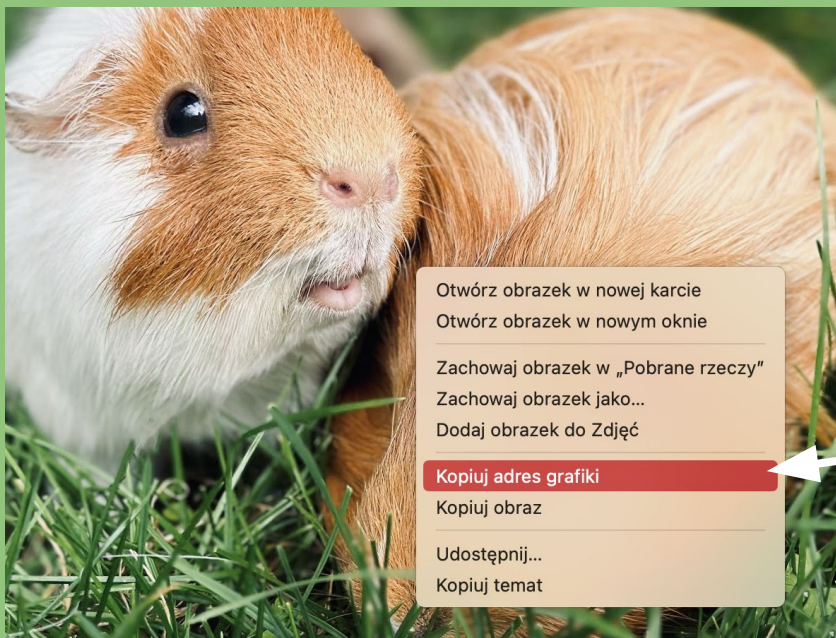 Otwórz obrazek w nowej karcie
Otwórz obrazek w nowym oknie
Zachowaj obrazek w „Pobrane rzeczy”
Zachowaj obrazek jako...
Dodaj obrazek do Zdjęć
Kopiuj adres grafiki
Kopiuj obraz
Udostępnij...
Kopiuj temat